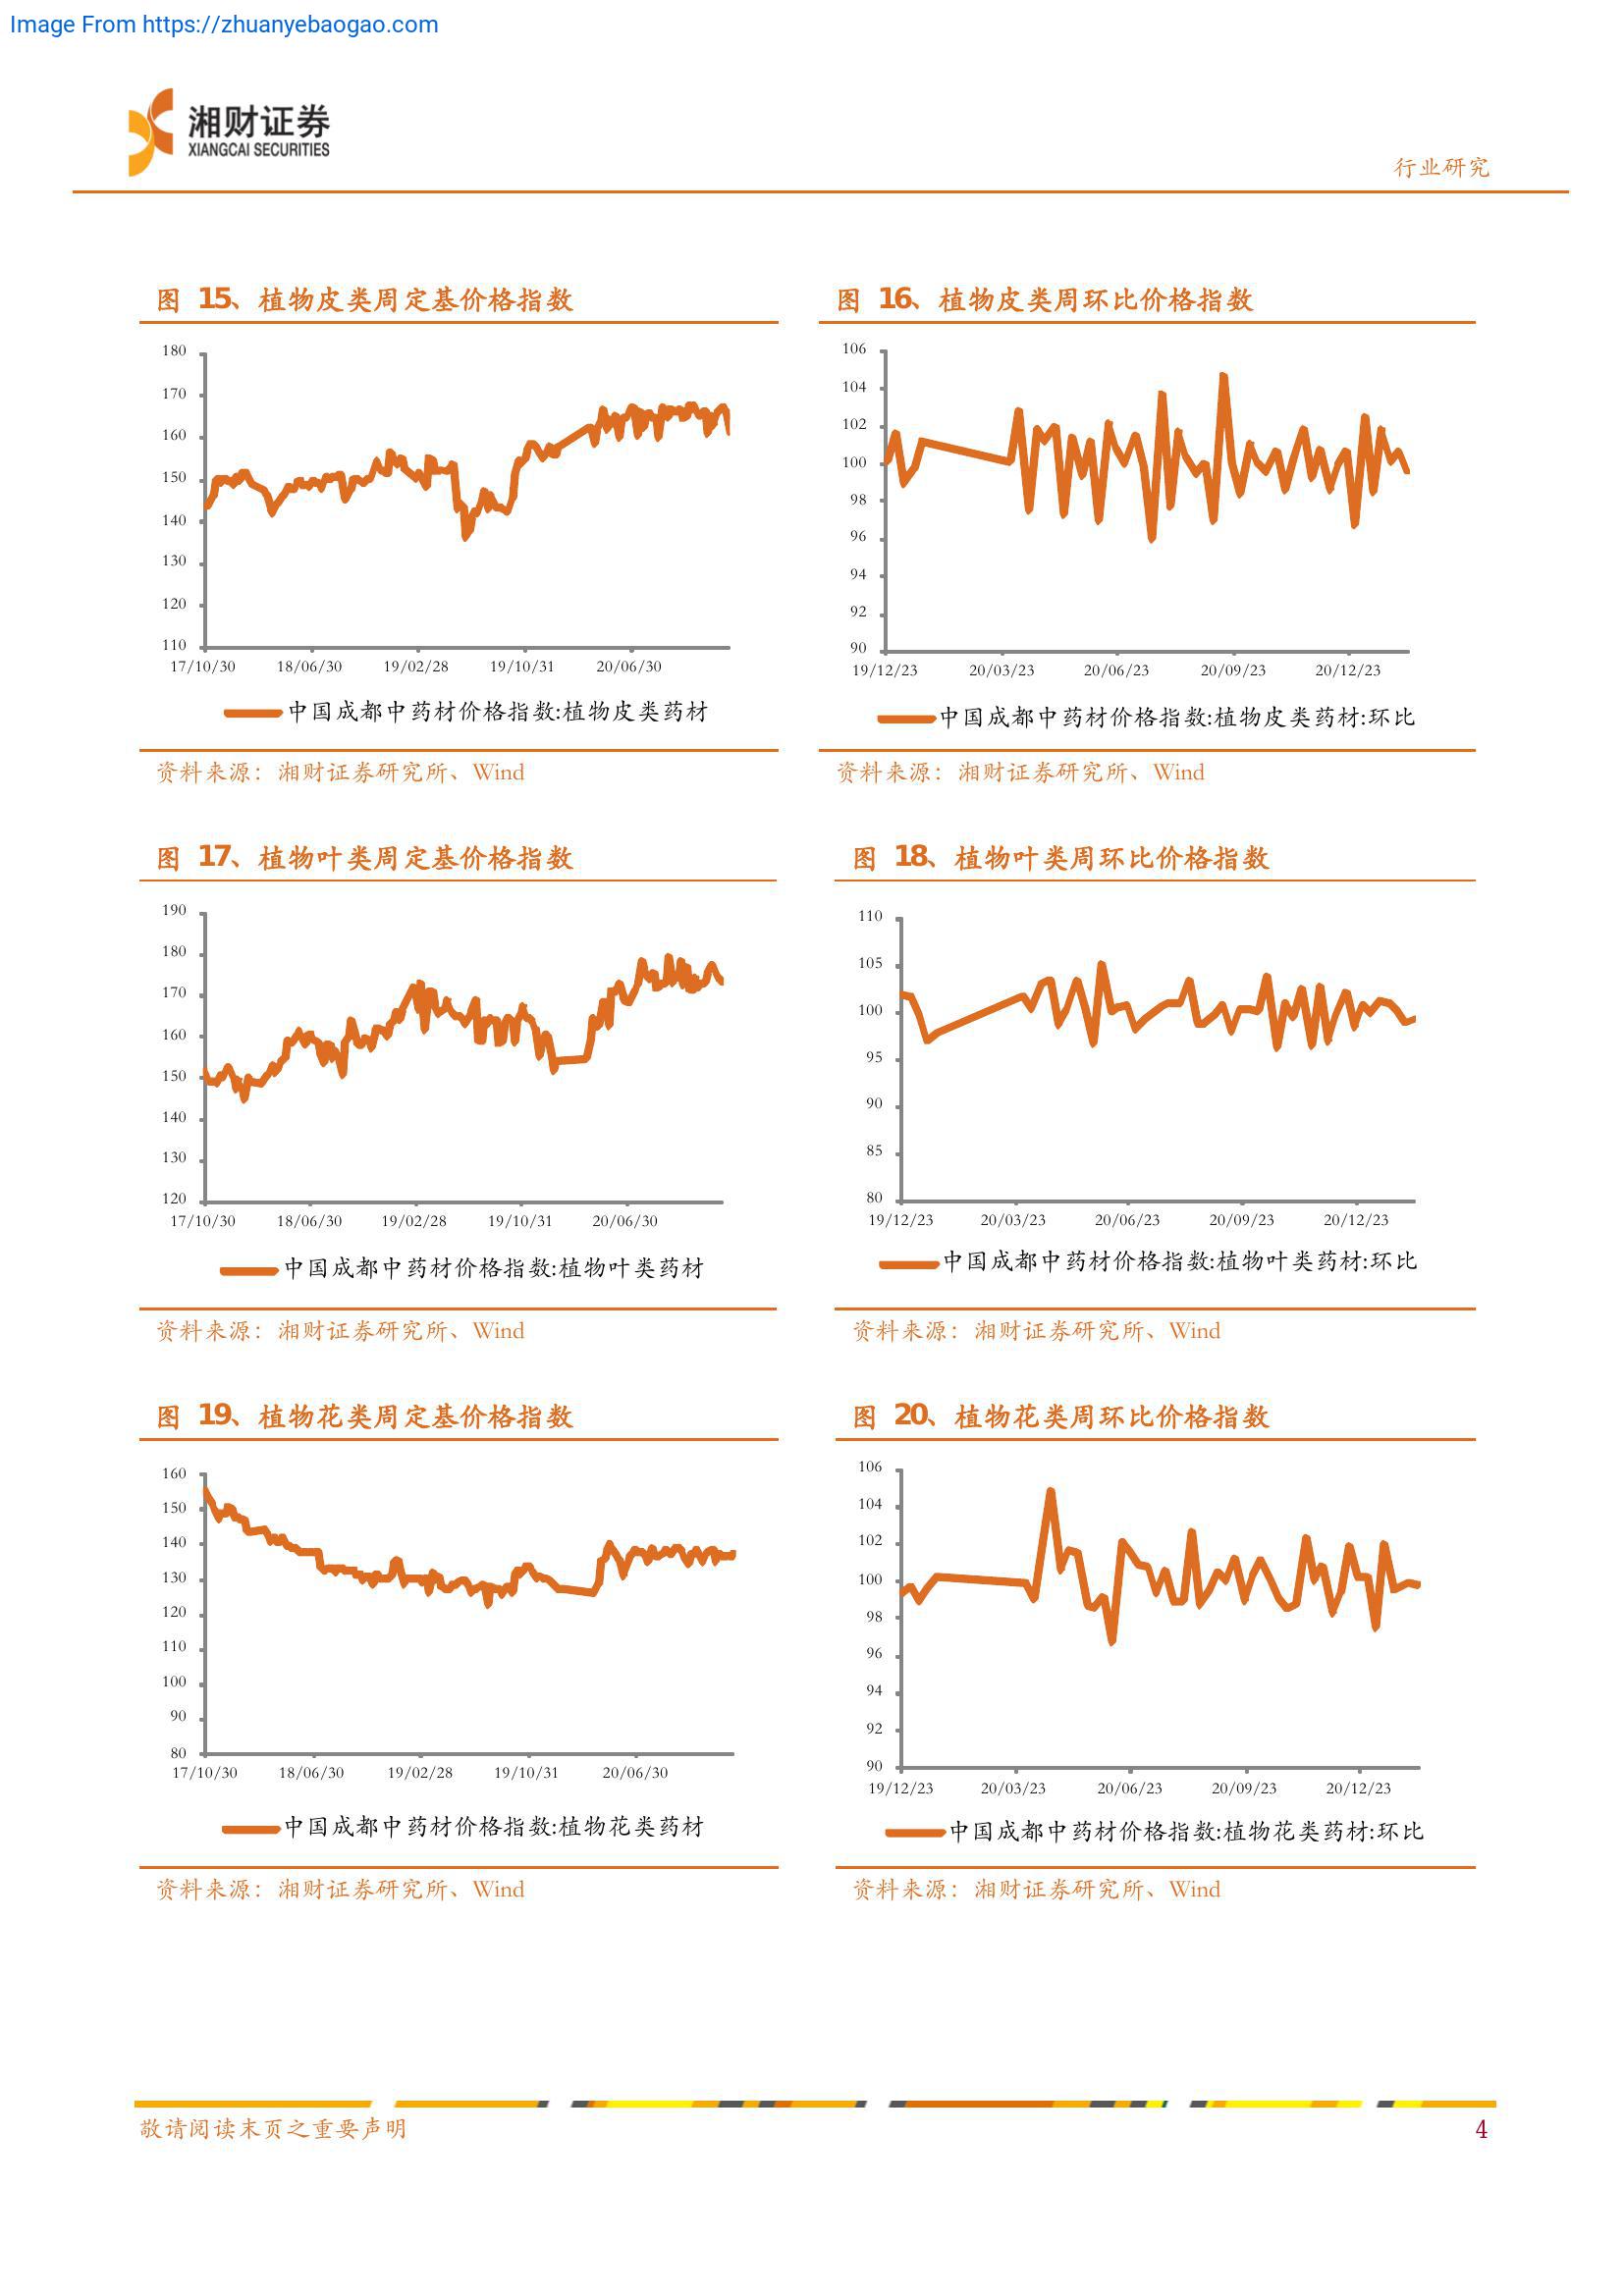 Image From https://zhuanyebaogao.com
湘财证券
XIANGCAI SECURITIES
行业研究
图 15、植物皮类周定基价格指数
180
170
160
150
140
130
120
110
17/10/30 18/06/30 19/02/28 19/10/31 20/06/30
中国成都中药材价格指数:植物皮类药材
资料来源：湘财证券研究所、Wind
图 16、植物皮类周环比价格指数
106
104
102
100
98
96
94
92
90
19/12/23 20/03/23 20/06/23 20/09/23 20/12/23
中国成都中药材价格指数:植物皮类药材:环比
资料来源：湘财证券研究所、Wind
图 17、植物叶类周定基价格指数
190
180
170
160
150
140
130
120
17/10/30 18/06/30 19/02/28 19/10/31 20/06/30
中国成都中药材价格指数:植物叶类药材
资料来源：湘财证券研究所、Wind
图 18、植物叶类周环比价格指数
110
105
100
95
90
85
80
19/12/23 20/03/23 20/06/23 20/09/23 20/12/23
中国成都中药材价格指数:植物叶类药材:环比
资料来源：湘财证券研究所、Wind
图 19、植物花类周定基价格指数
160
150
140
130
120
110
100
90
80
17/10/30 18/06/30 19/02/28 19/10/31 20/06/30
中国成都中药材价格指数:植物花类药材
资料来源：湘财证券研究所、Wind
图 20、植物花类周环比价格指数
106
104
102
100
98
96
94
92
90
19/12/23 20/03/23 20/06/23 20/09/23 20/12/23
中国成都中药材价格指数:植物花类药材:环比
资料来源：湘财证券研究所、Wind
敬请阅读末页之重要声明
4